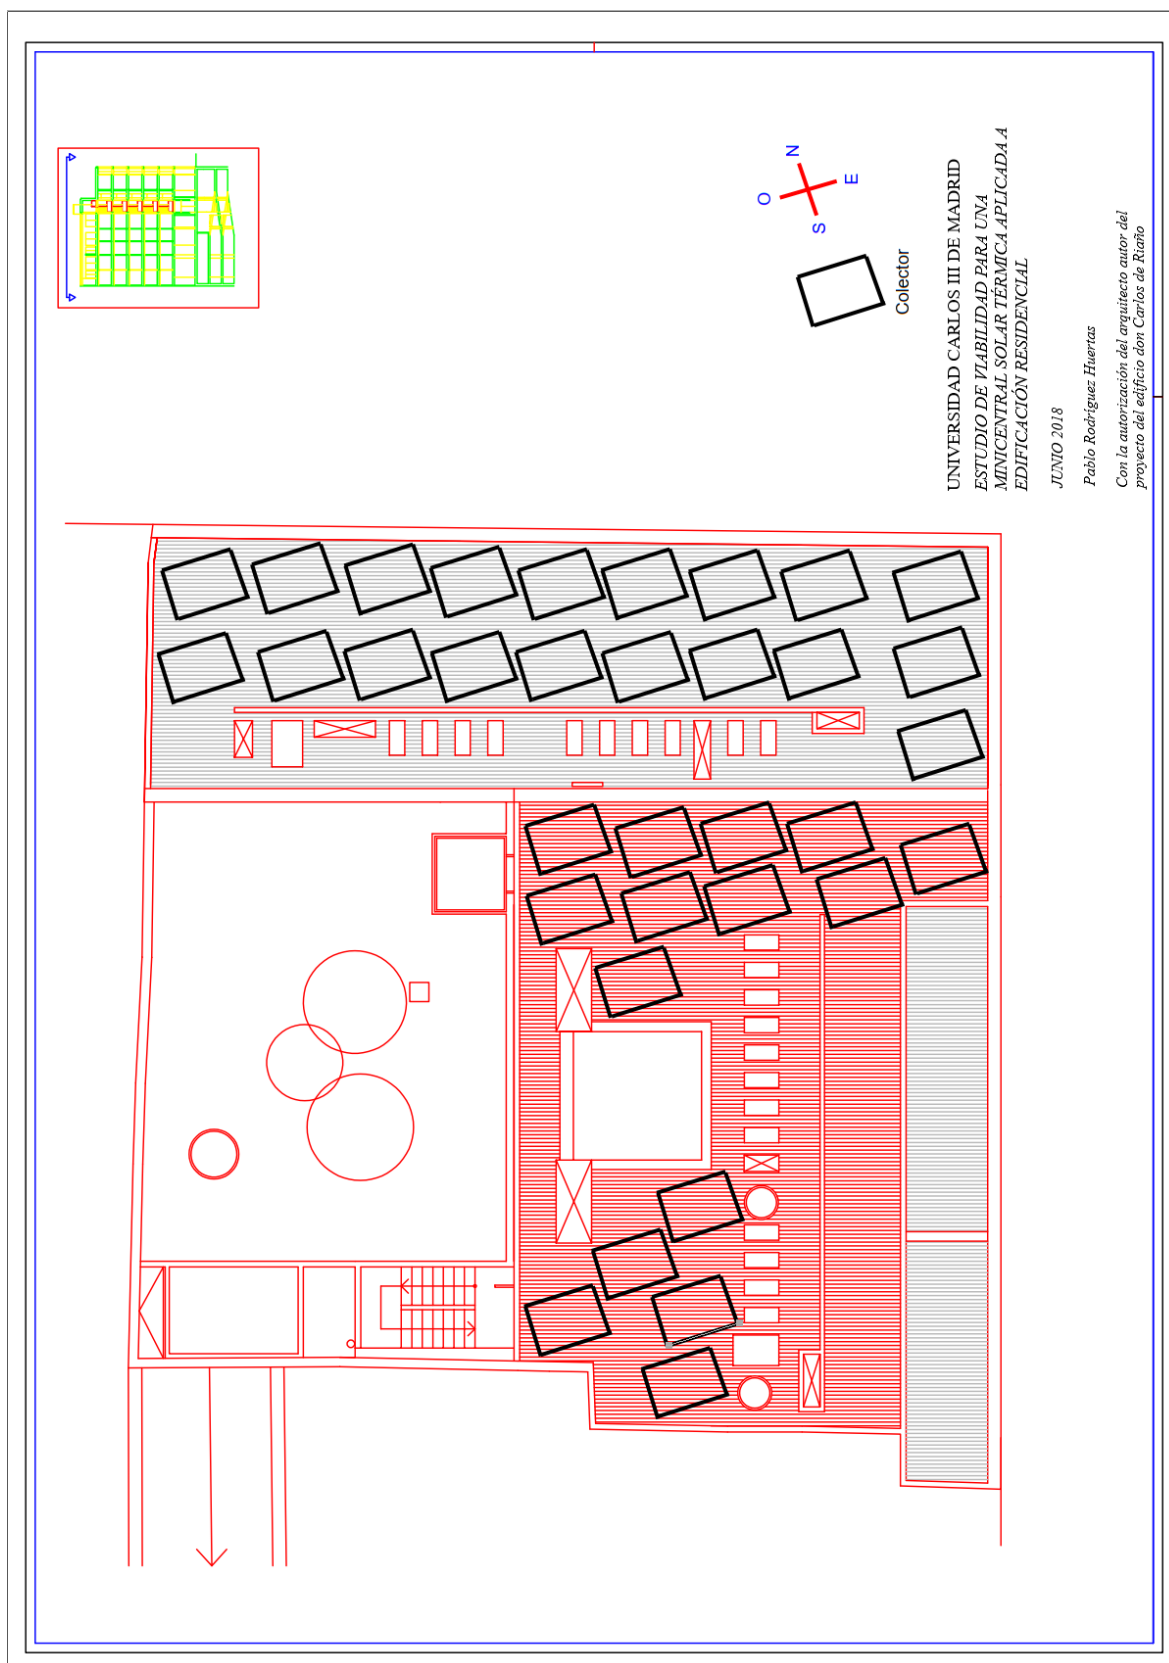 N
O
E
S
Colector
UNIVERSIDAD CARLOS III DE MADRID
ESTUDIO DE VIABILIDAD PARA UNA
MINICENTRAL SOLAR TÉRMICA APLICADA A
EDIFICACIÓN RESIDENCIAL
JUNIO 2018
Pablo Rodríguez Huertas
Con la autorización del arquitecto autor del
proyecto del edificio don Carlos de Riaño